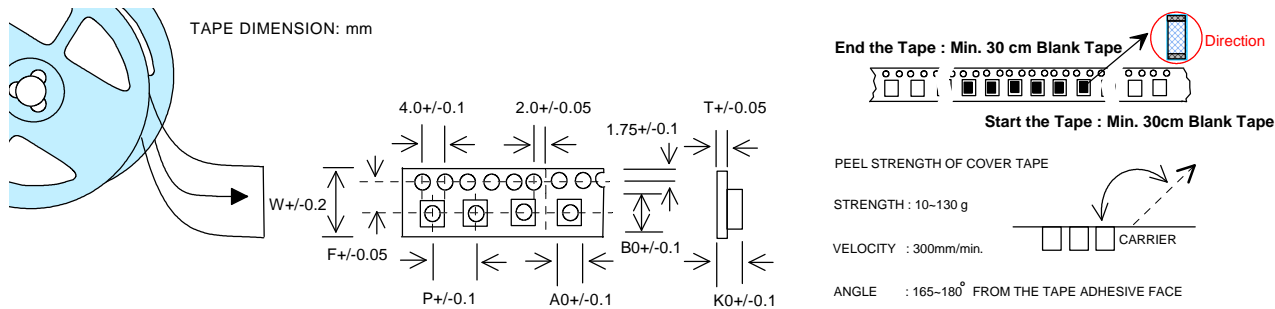 TAPE DIMENSION: mm
4.0+/-0.1
2.0+/-0.05
1.75+/-0.1
T+/-0.05
W+/-0.2
F+/-0.05
B0+/-0.1
P+/-0.1
A0+/-0.1
K0+/-0.1
End the Tape : Min. 30 cm Blank Tape
Direction
Start the Tape : Min. 30cm Blank Tape
PEEL STRENGTH OF COVER TAPE
STRENGTH : 10~130 g
VELOCITY : 300mm/min.
CARRIER
ANGLE : 165~180° FROM THE TAPE ADHESIVE FACE